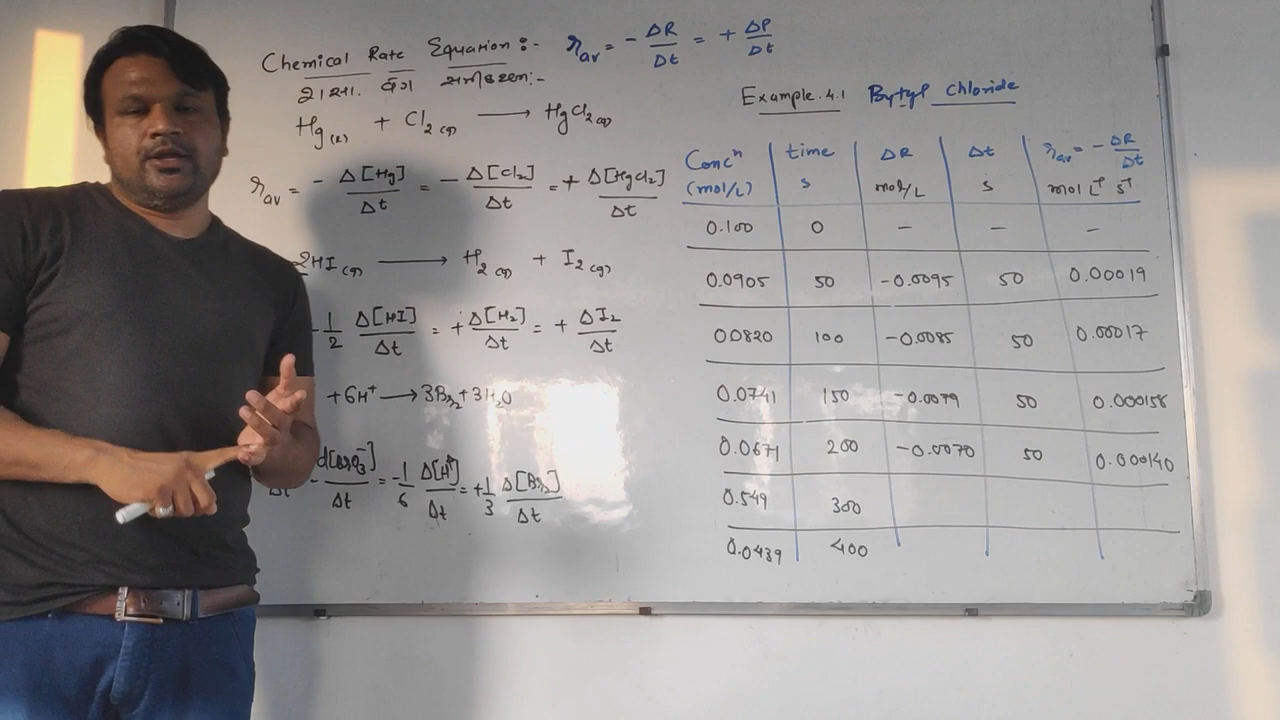 Chemical Rate Equation :- r_av = - ΔR/Δt = + ΔP/Δt
રાસા. વેગ સમીકરણ:-
Hg(l) + Cl2(g) ⟶ HgCl2(g)
r_av = - Δ[Hg]/Δt = - Δ[Cl2]/Δt = + Δ[HgCl2]/Δt
2HI(g) ⟶ H2(g) + I2(g)
- 1/2 Δ[HI]/Δt = + Δ[H2]/Δt = + ΔI2/Δt
+ 6H⁺ ⟶ 3Br2 + 3H2O
Δt - Δ[BrO3⁻]/Δt = - 1/6 Δ[H⁺]/Δt = + 1/3 Δ[Br2]/Δt
Example. 4.1 Bytyl Chloride
Concⁿ (mol/L) | time s | ΔR mol/L | Δt s | r_av = - ΔR/Δt mol L⁻¹ s⁻¹
0.100 | 0 | – | – | –
0.0905 | 50 | -0.0095 | 50 | 0.00019
0.0820 | 100 | -0.0085 | 50 | 0.00017
0.0741 | 150 | -0.0079 | 50 | 0.000158
0.0671 | 200 | -0.0070 | 50 | 0.000140
0.549 | 300
0.0439 | 400